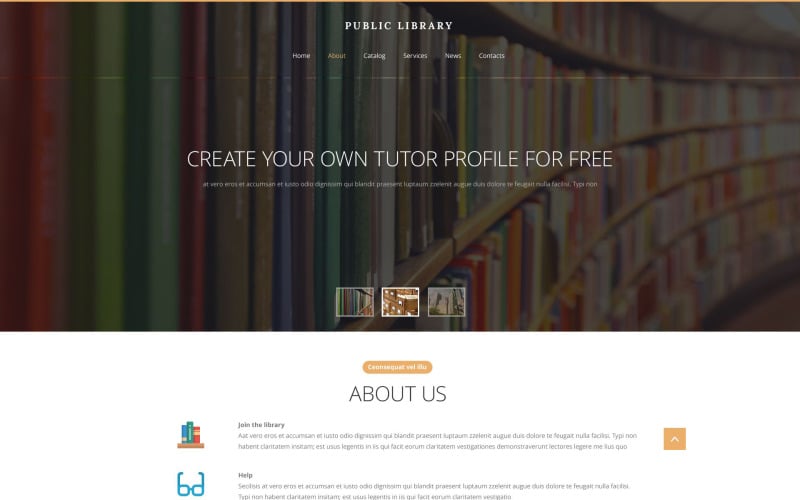 PUBLIC LIBRARY
Home About Catalog Services News Contacts
CREATE YOUR OWN TUTOR PROFILE FOR FREE
at vero eros et accumsan et iusto odio dignissim qui blandit praesent luptatum zzelenit augue duis dolore te feugait nulla facilisi. Typi non
Ceonsequat vel illu
ABOUT US
Join the library
Aat vero eros et accumsan et iusto odio dignissim qui blandit praesent luptatum zzelenit augue duis dolore te feugait nulla facilisi. Typi non
habent claritatem insitam; est usus legentis in iis qui facit eorum claritatem vestigationes demonstraverunt lectores legere me lius quo
Help
Secilisis at vero eros et accumsan et iusto odio dignissim qui blandit praesent luptatum zzelenit augue duis dolore te feugait nulla facilisi.
Typi non habent claritatem insitam; est usus legentis in iis qui facit eorum claritatem vestigatio